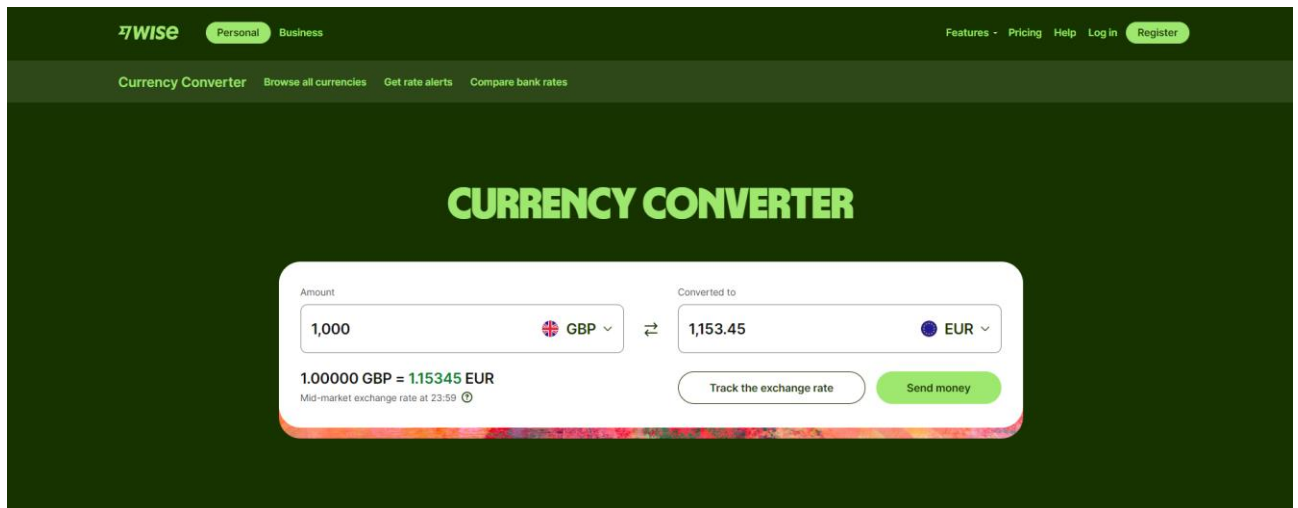 WISE Personal Business Features Pricing Help Log in Register
Currency Converter Browse all currencies Get rate alerts Compare bank rates
CURRENCY CONVERTER
Amount Converted to
1,000 GBP 1,153.45 EUR
1.00000 GBP = 1.15345 EUR Track the exchange rate Send money
Mid-market exchange rate at 23:59 ?